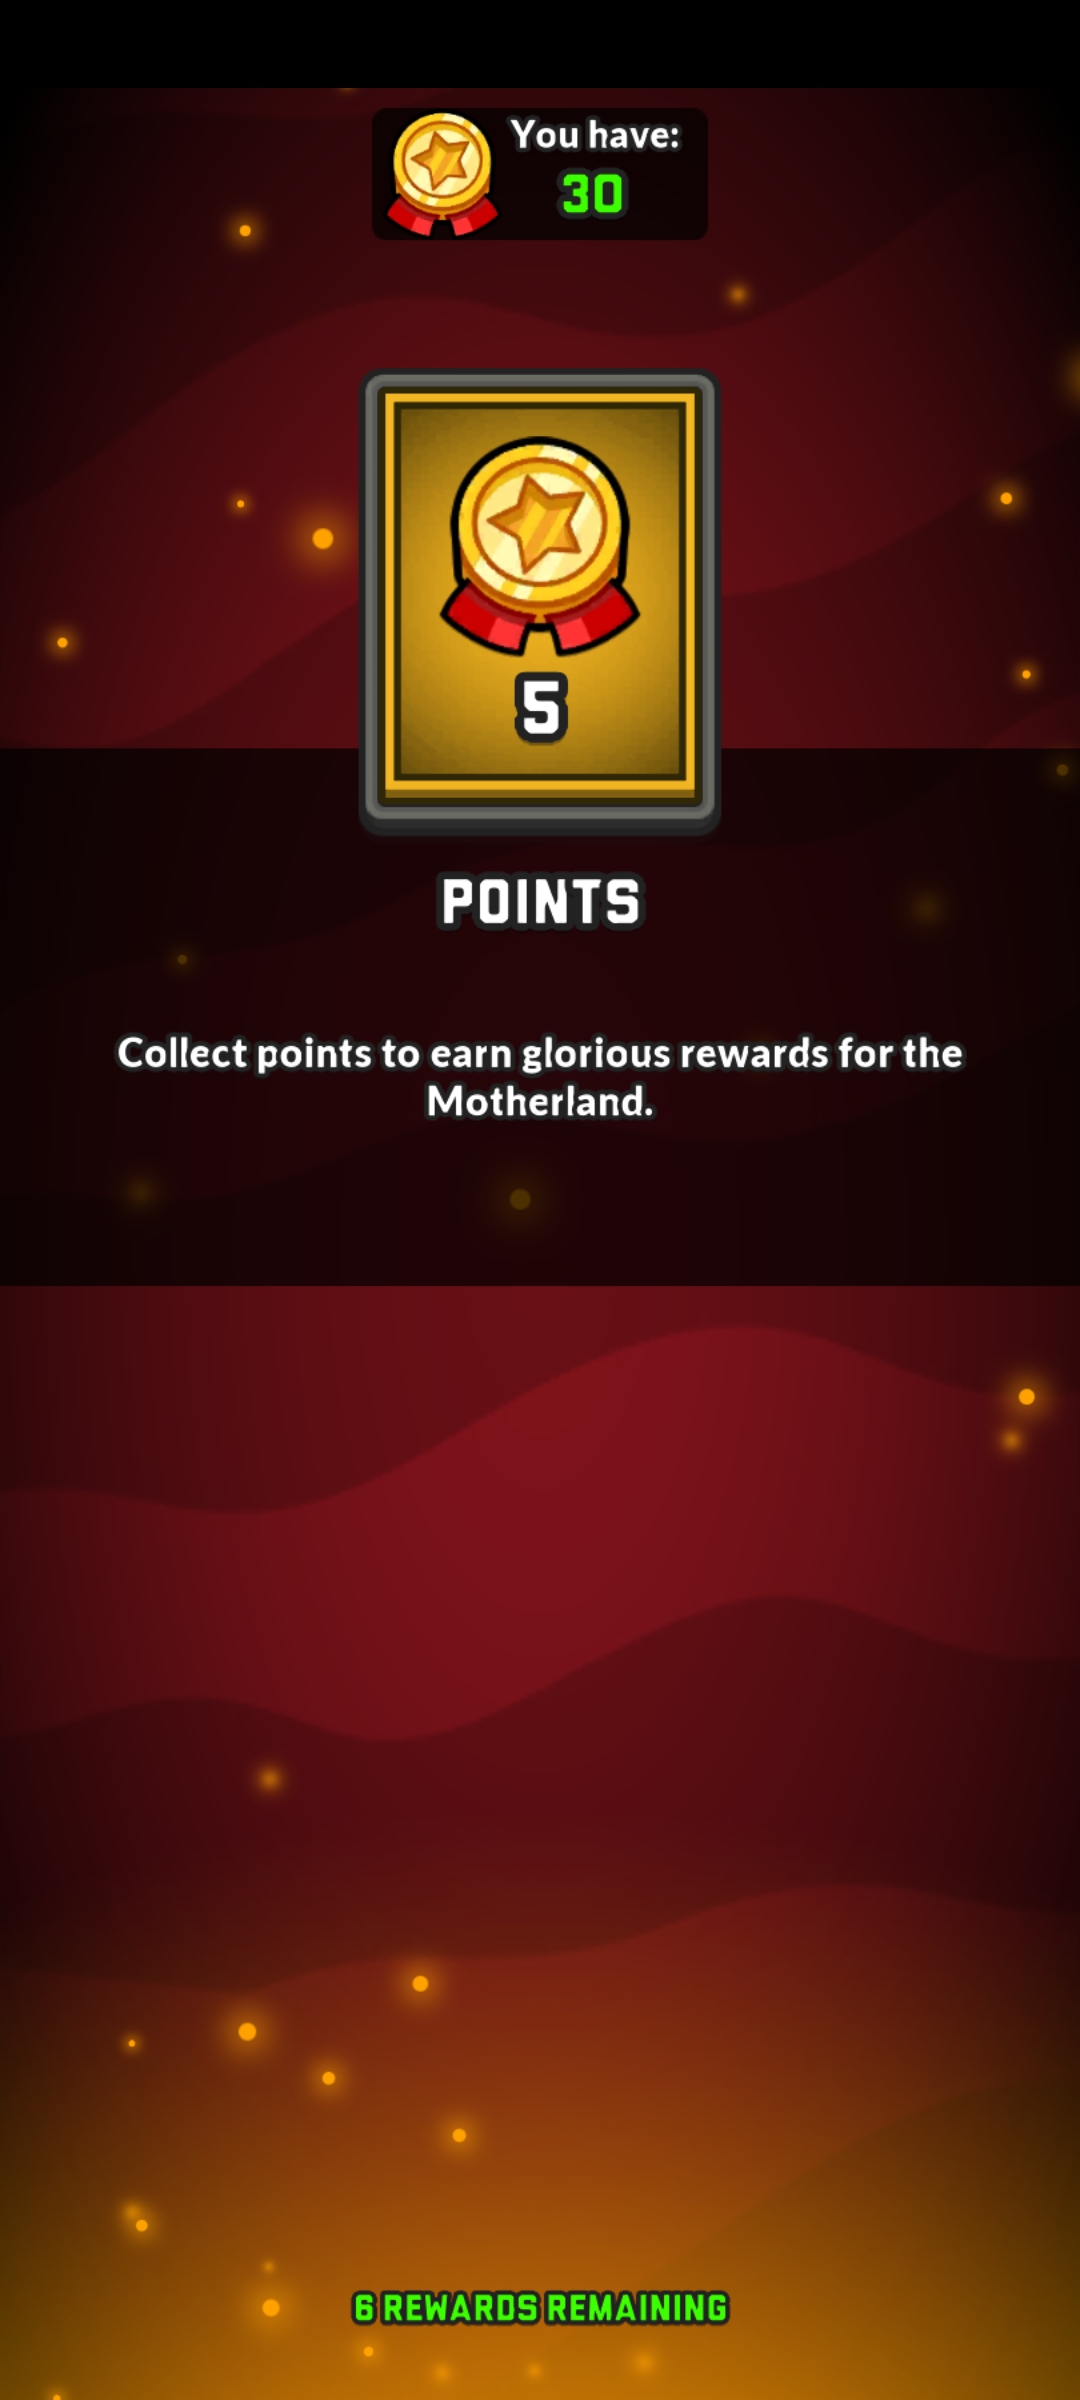 You have:
30
5
POINTS
Collect points to earn glorious rewards for the
Motherland.
6 REWARDS REMAINING